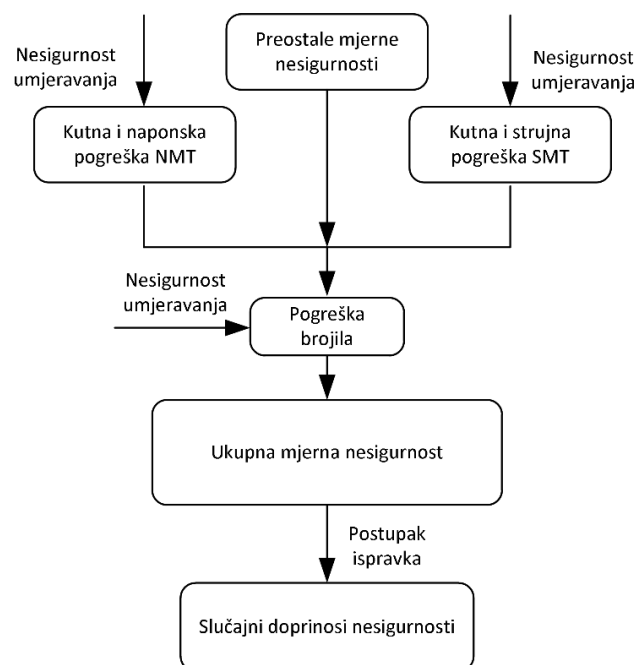 Nesigurnost
umjeravanja
Preostale mjerne
nesigurnosti
Nesigurnost
umjeravanja
Kutna i naponska
pogreška NMT
Kutna i strujna
pogreška SMT
Nesigurnost
umjeravanja
Pogreška
brojila
Ukupna mjerna nesigurnost
Postupak
ispravka
Slučajni doprinosi nesigurnosti